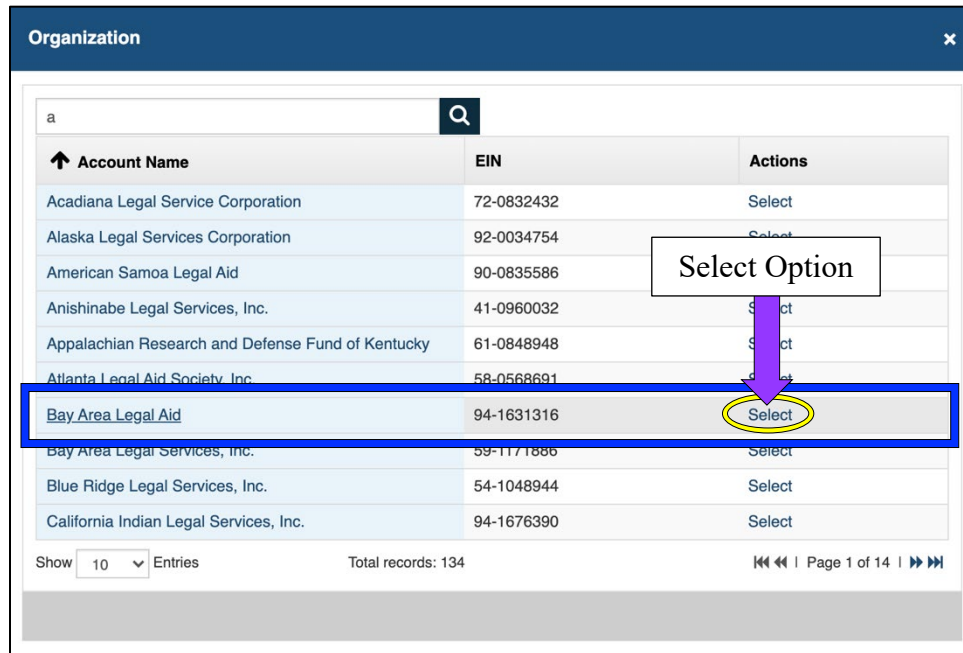 Organization ×
a
Account Name EIN Actions
Acadiana Legal Service Corporation 72-0832432 Select
Alaska Legal Services Corporation 92-0034754 Select
American Samoa Legal Aid 90-0835586
Select Option
Anishinabe Legal Services, Inc. 41-0960032 Select
Appalachian Research and Defense Fund of Kentucky 61-0848948 Select
Atlanta Legal Aid Society, Inc. 58-0568691 Select
Bay Area Legal Aid 94-1631316 Select
Bay Area Legal Services, Inc. 59-1171886 Select
Blue Ridge Legal Services, Inc. 54-1048944 Select
California Indian Legal Services, Inc. 94-1676390 Select
Show 10 Entries Total records: 134 | Page 1 of 14 |